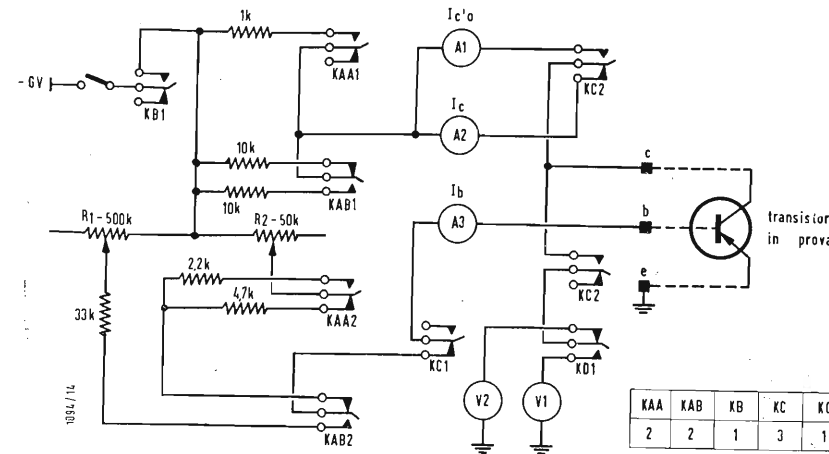 1k
Ic'o
A1
KAA1
KC2
- 6V
KB1
Ic
A2
10k
10k
KAB1
c
Ib
A3
b
transistor
in prova
R1-500k
R2-50k
e
2,2k
4,7k
KAA2
KC2
33k
KC1
KD1
V2
V1
1094/14
KAB2
KAA KAB KB KC KD
2 2 1 3 1